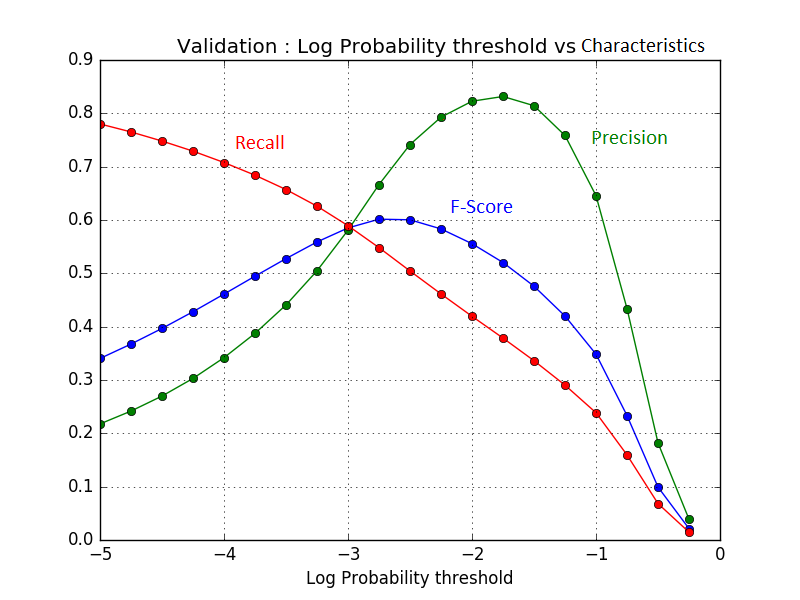 Validation : Log Probability threshold vs Characteristics
0.9
0.8
0.7
0.6
0.5
0.4
0.3
0.2
0.1
0.0
Recall
Precision
F-Score
−5 −4 −3 −2 −1 0
Log Probability threshold